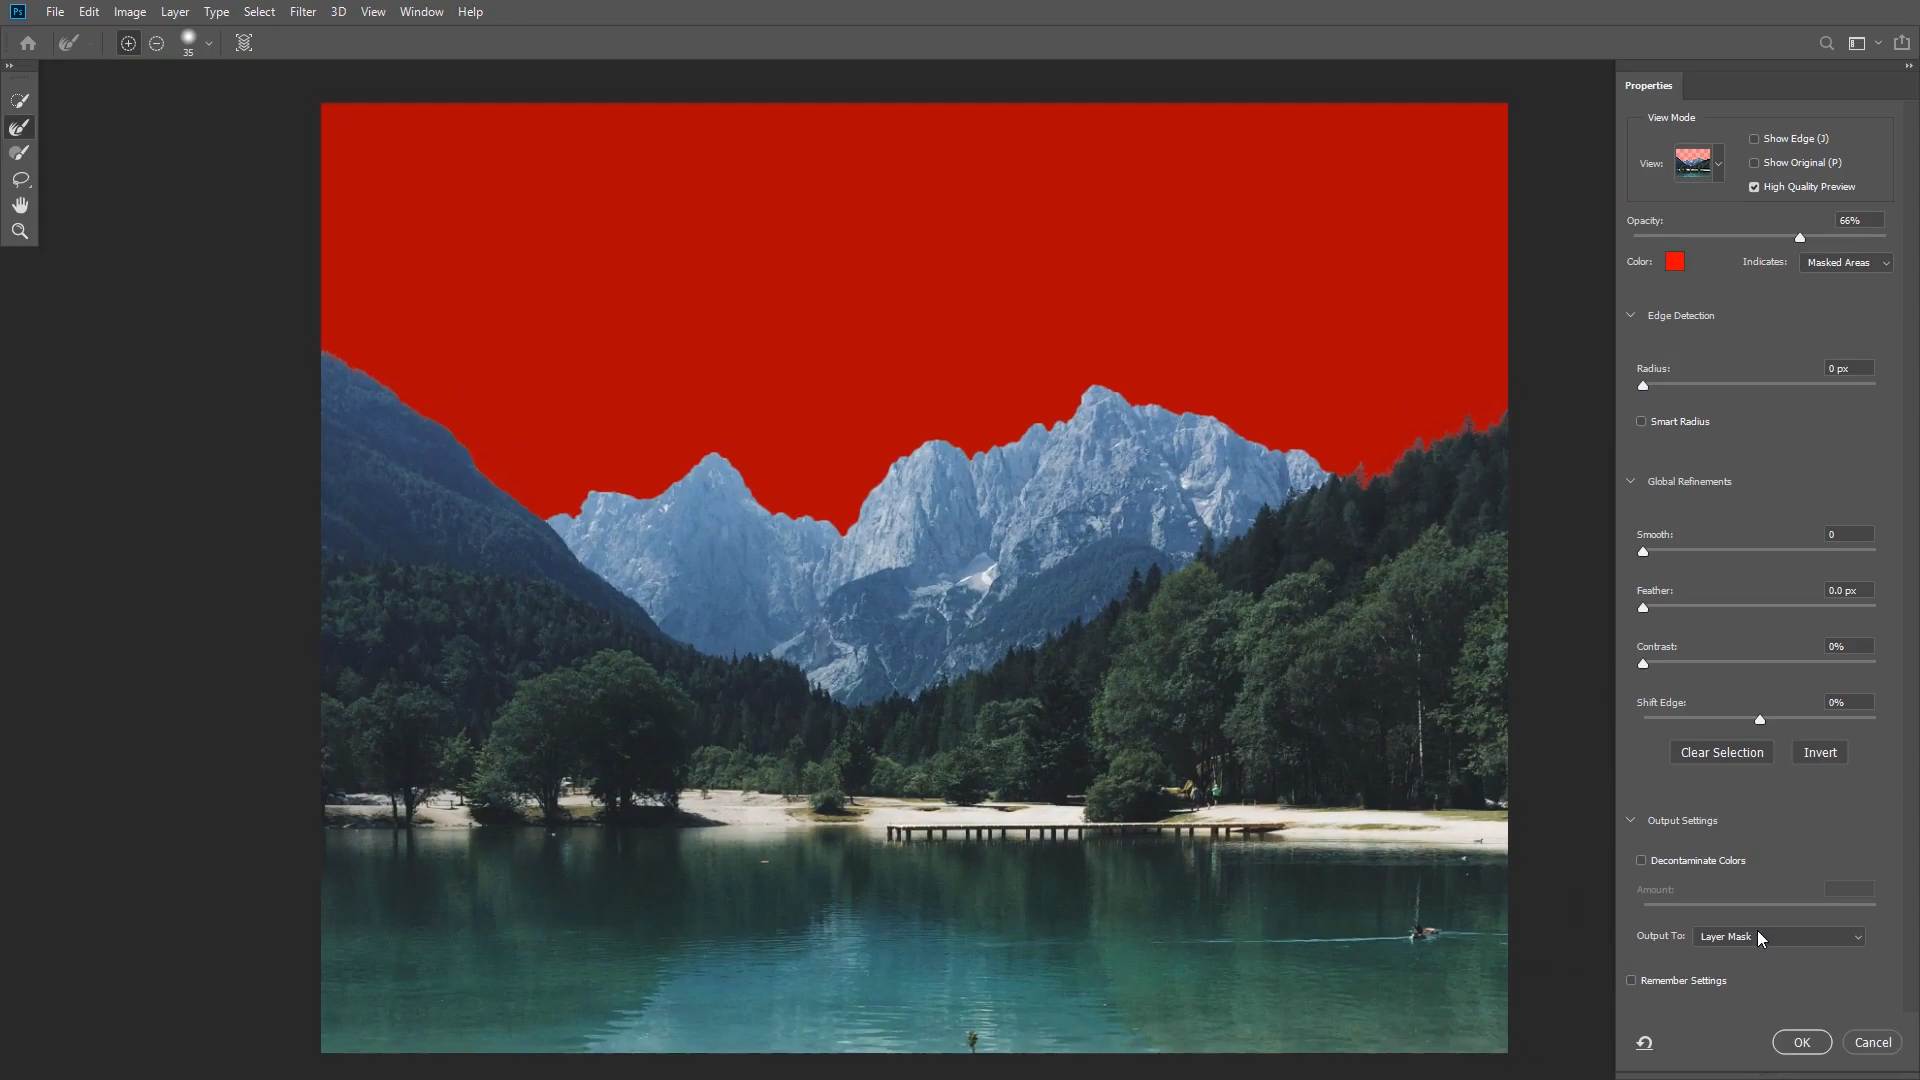 Ps File Edit Image Layer Type Select Filter 3D View Window Help
35
Properties
View Mode
Show Edge (J)
View:
Show Original (P)
High Quality Preview
Opacity: 66%
Color: Indicates: Masked Areas
Edge Detection
Radius: 0 px
Smart Radius
Global Refinements
Smooth: 0
Feather: 0.0 px
Contrast: 0%
Shift Edge: 0%
Clear Selection Invert
Output Settings
Decontaminate Colors
Amount:
Output To: Layer Mask
Remember Settings
OK Cancel